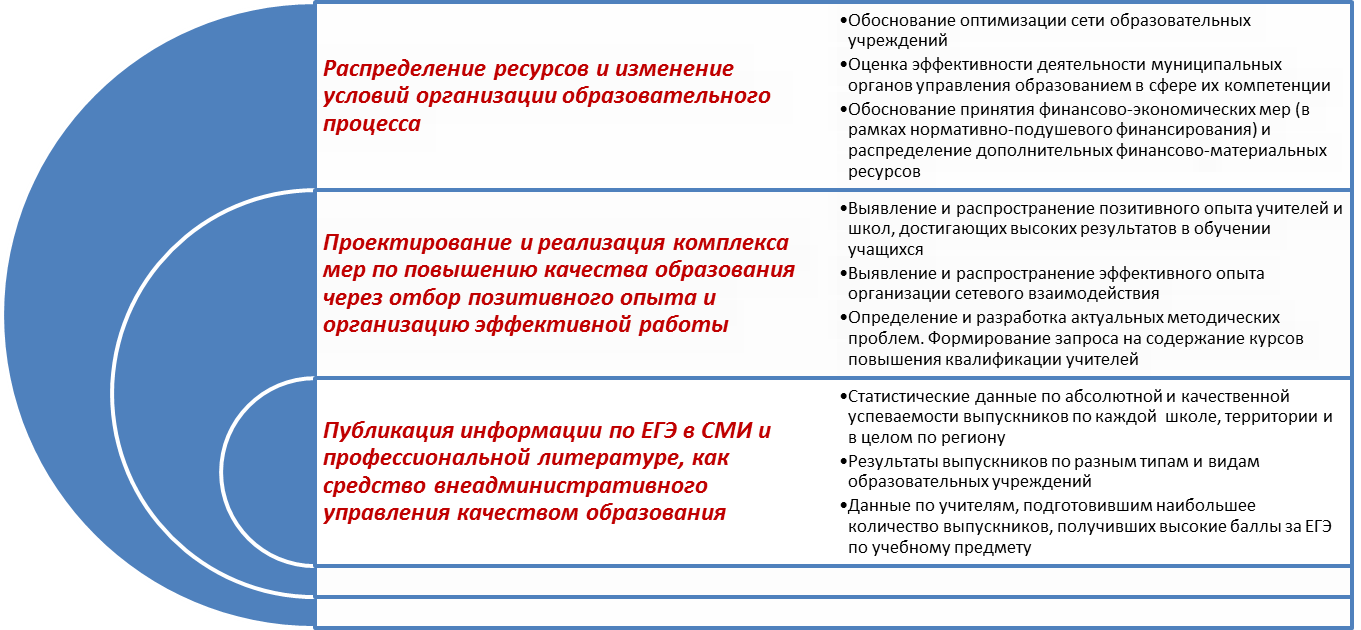 Распределение ресурсов и изменение
условий организации образовательного
процесса
•Обоснование оптимизации сети образовательных
учреждений
•Оценка эффективности деятельности муниципальных
органов управления образованием в сфере их компетенции
•Обоснование принятия финансово-экономических мер (в
рамках нормативно-подушевого финансирования) и
распределение дополнительных финансово-материальных
ресурсов
Проектирование и реализация комплекса
мер по повышению качества образования
через отбор позитивного опыта и
организацию эффективной работы
•Выявление и распространение позитивного опыта учителей и
школ, достигающих высоких результатов в обучении
учащихся
•Выявление и распространение эффективного опыта
организации сетевого взаимодействия
•Определение и разработка актуальных методических
проблем. Формирование запроса на содержание курсов
повышения квалификации учителей
Публикация информации по ЕГЭ в СМИ и
профессиональной литературе, как
средство внеадминистративного
управления качеством образования
•Статистические данные по абсолютной и качественной
успеваемости выпускников по каждой школе, территории и
в целом по региону
•Результаты выпускников по разным типам и видам
образовательных учреждений
•Данные по учителям, подготовившим наибольшее
количество выпускников, получивших высокие баллы за ЕГЭ
по учебному предмету